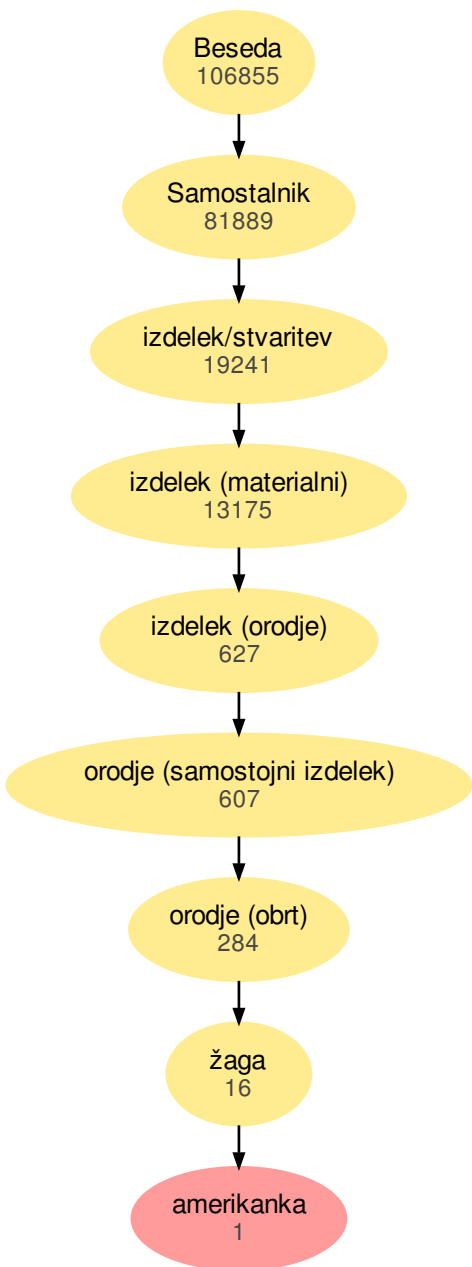 Beseda
106855
Samostalnik
81889
izdelek/stvaritev
19241
izdelek (materialni)
13175
izdelek (orodje)
627
orodje (samostojni izdelek)
607
orodje (obrt)
284
žaga
16
amerikanka
1